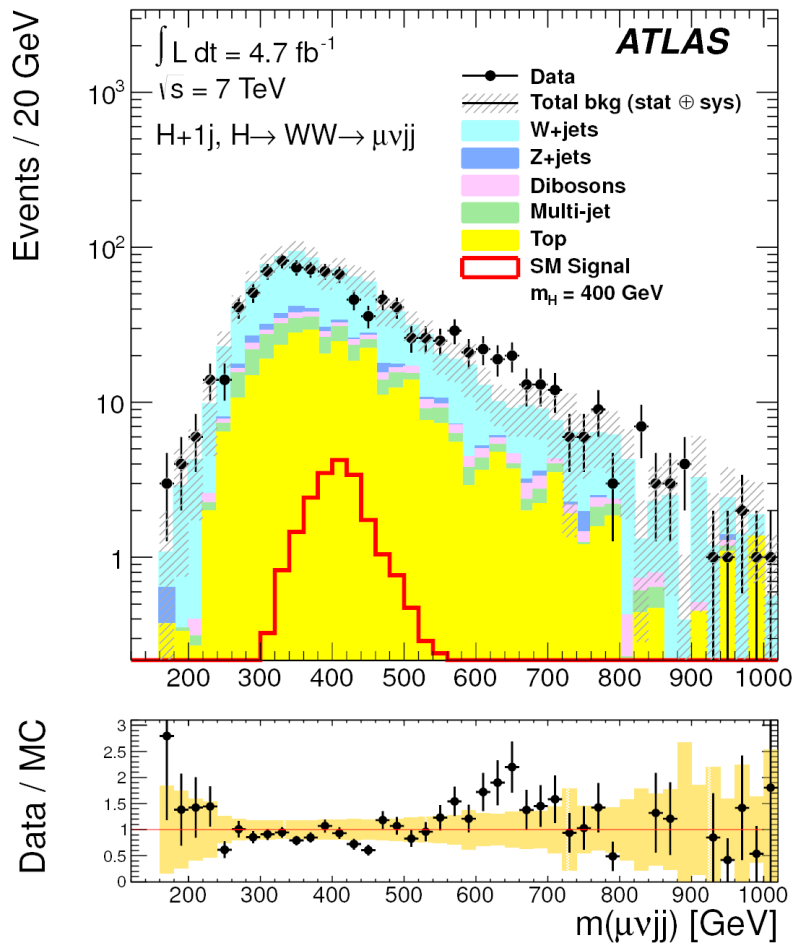 ∫ L dt = 4.7 fb⁻¹
√s = 7 TeV
H+1j, H→ WW→ μνjj
ATLAS
Data
Total bkg (stat ⊕ sys)
W+jets
Z+jets
Dibosons
Multi-jet
Top
SM Signal
m_H = 400 GeV
Events / 20 GeV
10³
10²
10
1
200 300 400 500 600 700 800 900 1000
Data / MC
3
2.5
2
1.5
1
0.5
0
200 300 400 500 600 700 800 900 1000
m(μνjj) [GeV]